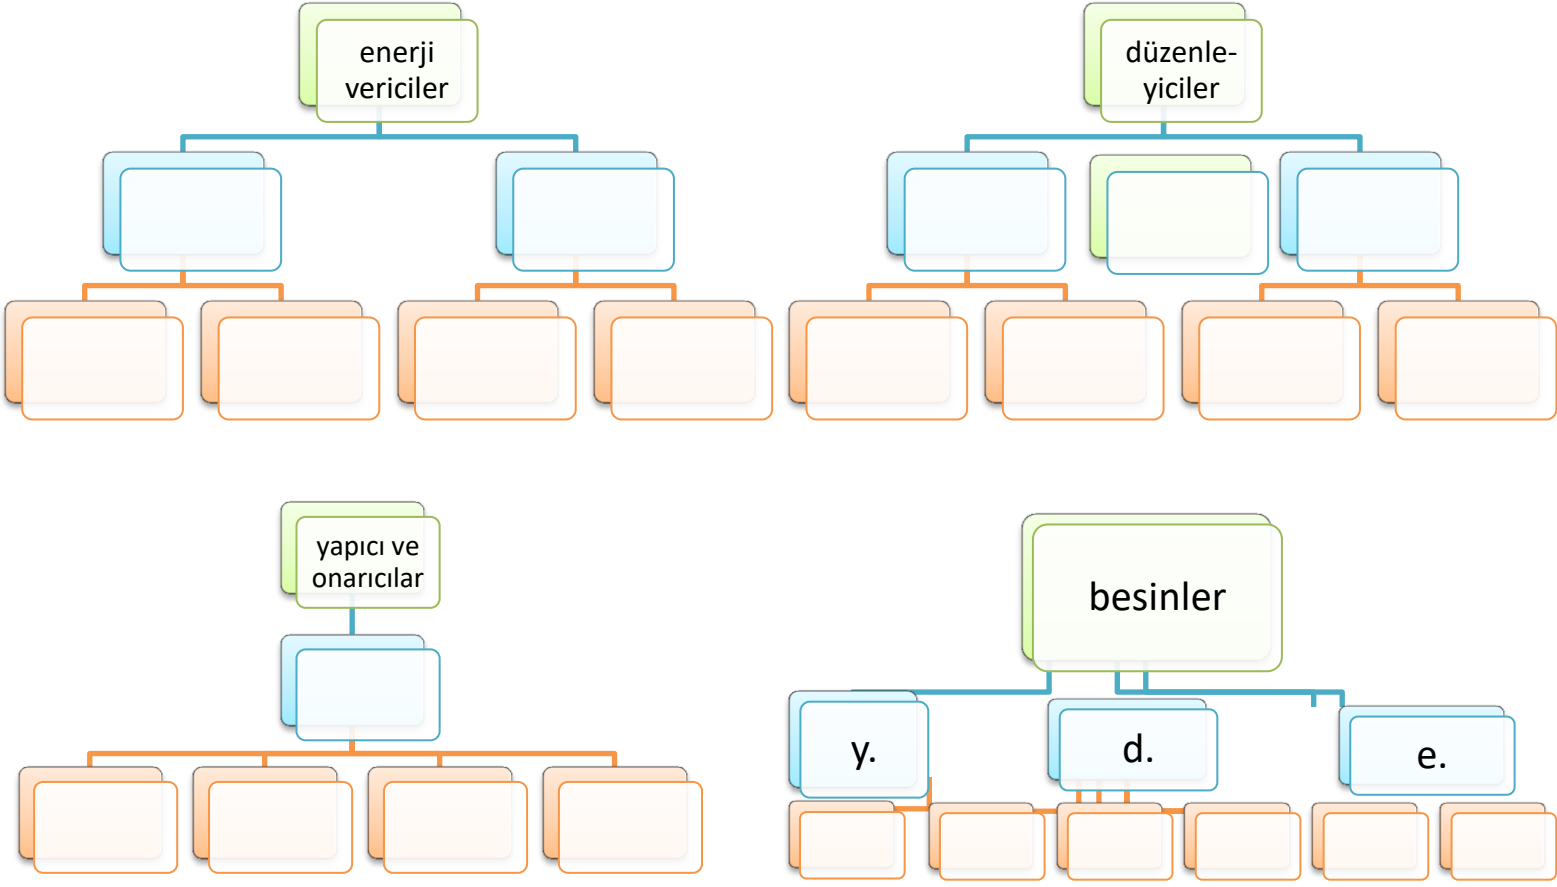 enerji
vericiler
düzenle-
yiciler
yapıcı ve
onarıcılar
besinler
y.
d.
e.